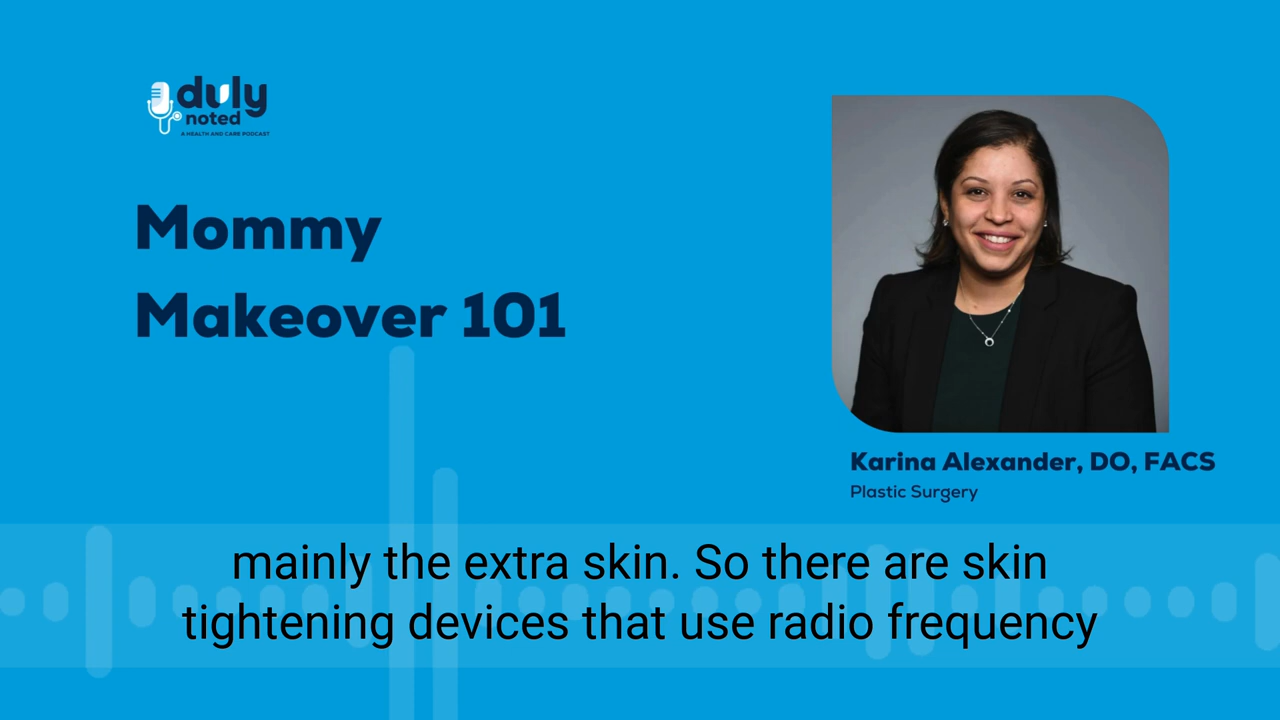 duly
noted
A HEALTH AND CARE PODCAST
Mommy
Makeover 101
Karina Alexander, DO, FACS
Plastic Surgery
mainly the extra skin. So there are skin
tightening devices that use radio frequency